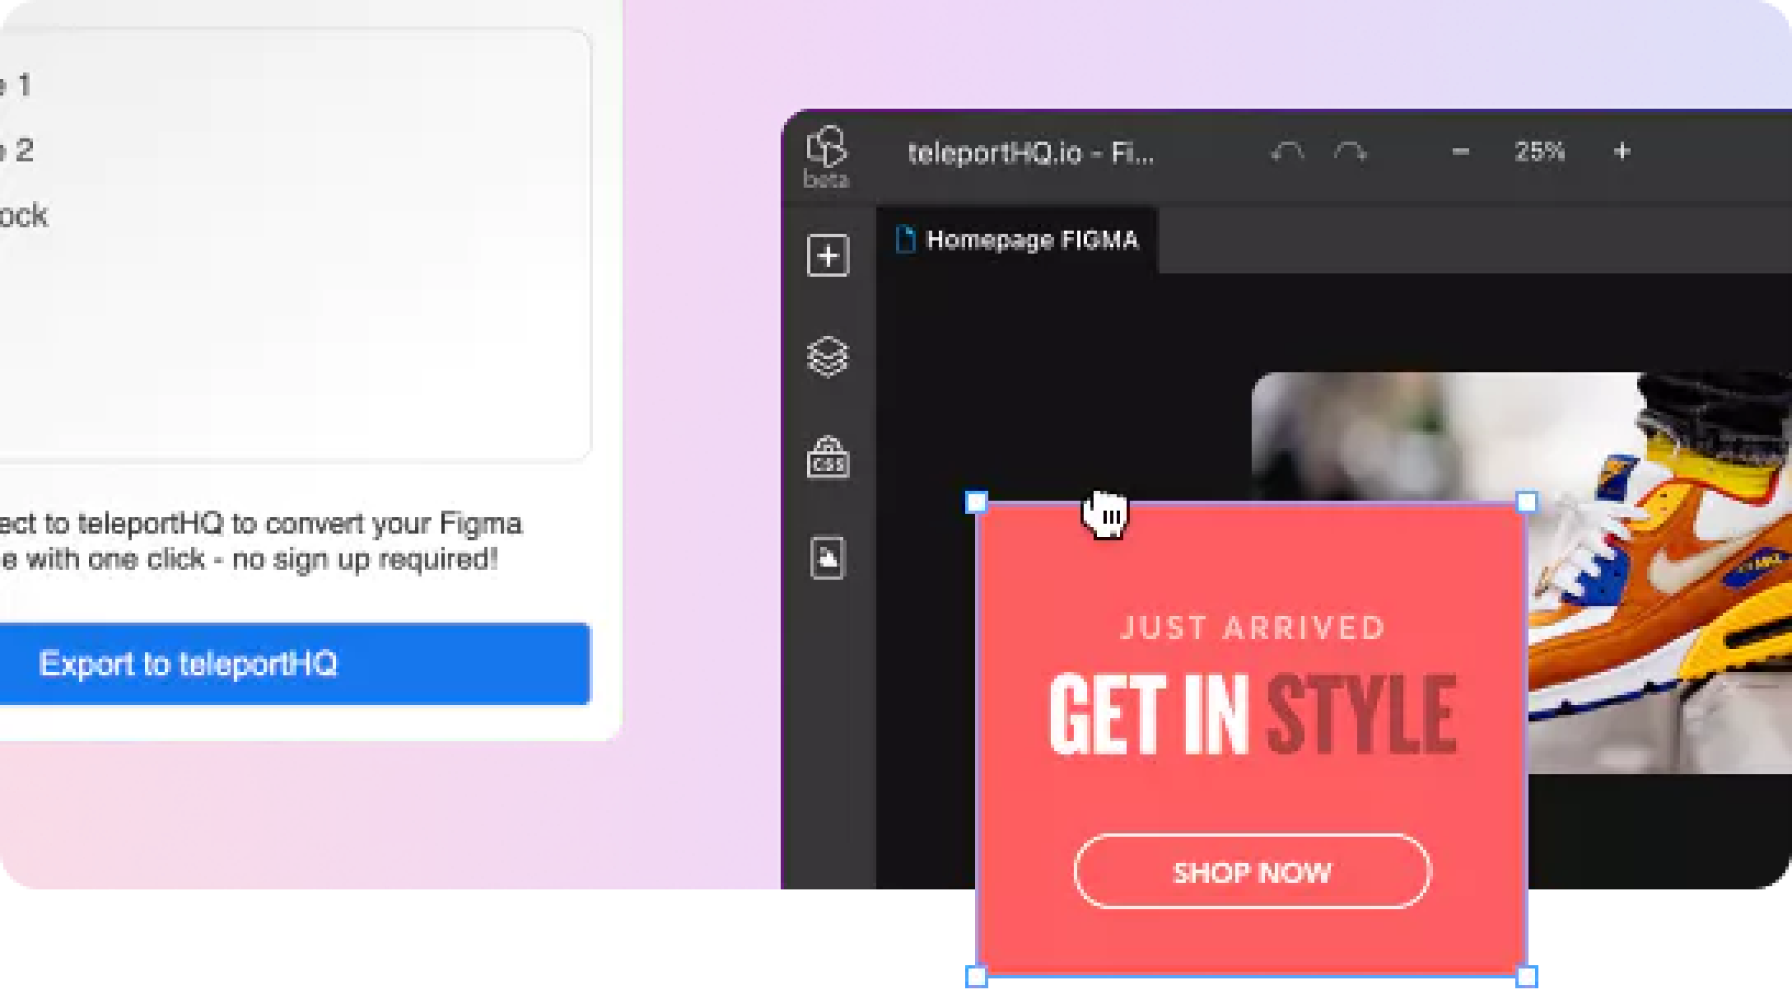 e 1
e 2
ock
ect to teleportHQ to convert your Figma
e with one click - no sign up required!
Export to teleportHQ
beta
teleportHQ.io - Fi...
− 25% +
Homepage FIGMA
CSS
JUST ARRIVED
GET IN STYLE
SHOP NOW